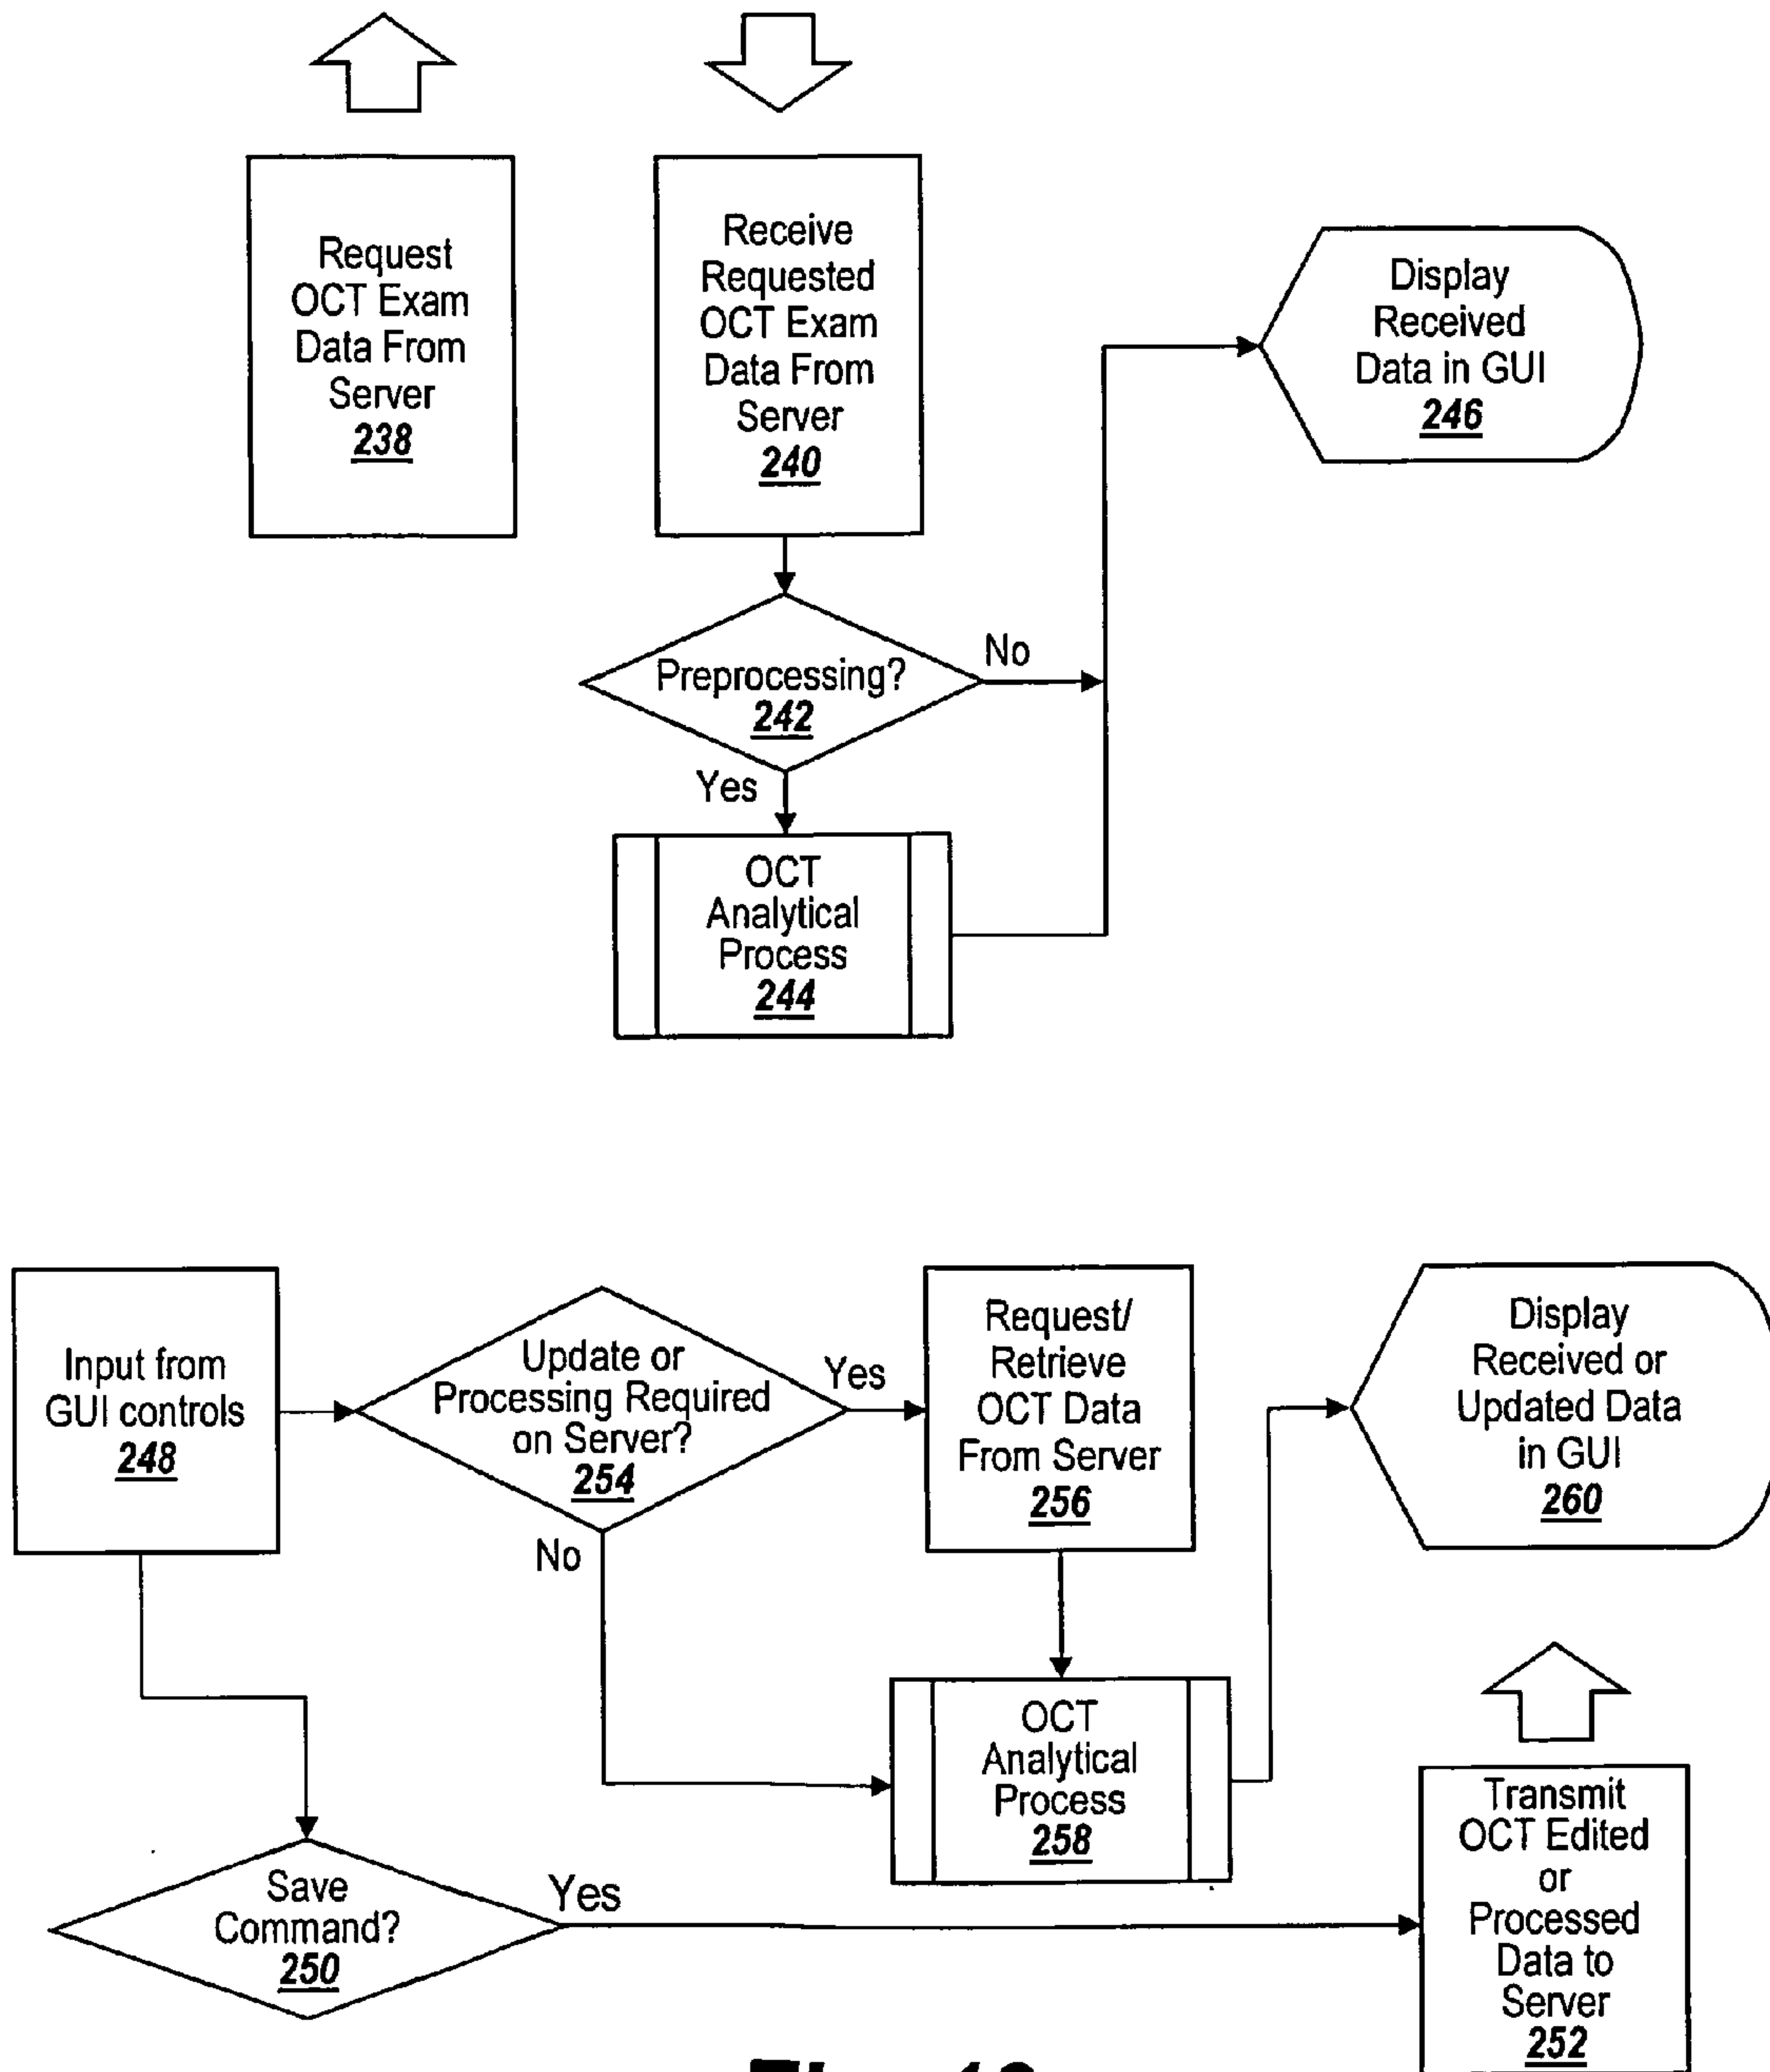 Request
OCT Exam
Data From
Server
238
Receive
Requested
OCT Exam
Data From
Server
240
Display
Received
Data in GUI
246
Preprocessing?
242
No
Yes
OCT
Analytical
Process
244
Input from
GUI controls
248
Update or
Processing Required
on Server?
254
Yes
No
Request/
Retrieve
OCT Data
From Server
256
Display
Received or
Updated Data
in GUI
260
OCT
Analytical
Process
258
Save
Command?
250
Yes
Transmit
OCT Edited
or
Processed
Data to
Server
252